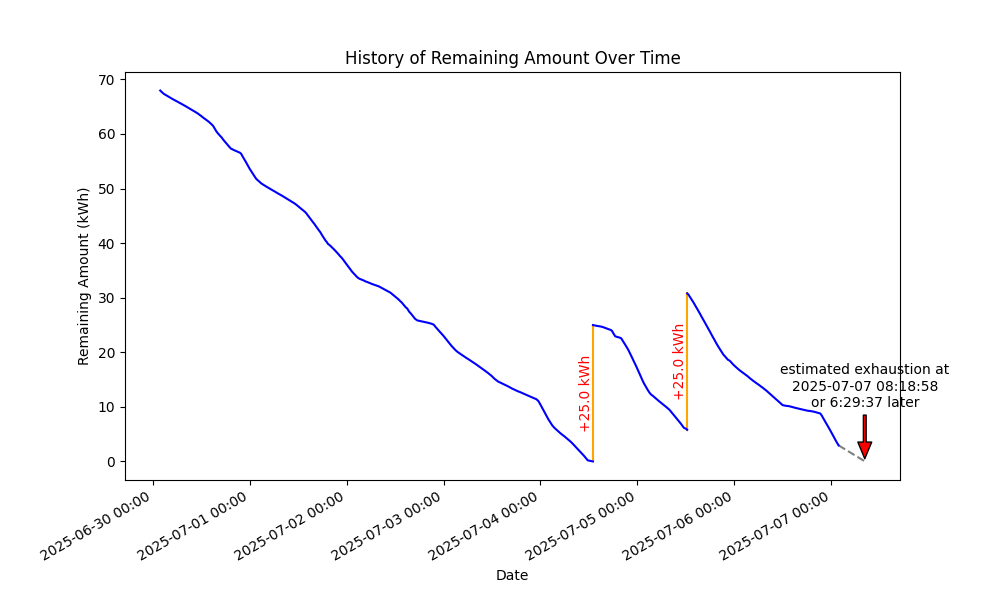 History of Remaining Amount Over Time
Remaining Amount (kWh)
70
60
50
40
30
20
10
0
+25.0 kWh
+25.0 kWh
estimated exhaustion at
2025-07-07 08:18:58
or 6:29:37 later
2025-06-30 00:00
2025-07-01 00:00
2025-07-02 00:00
2025-07-03 00:00
2025-07-04 00:00
2025-07-05 00:00
2025-07-06 00:00
2025-07-07 00:00
Date